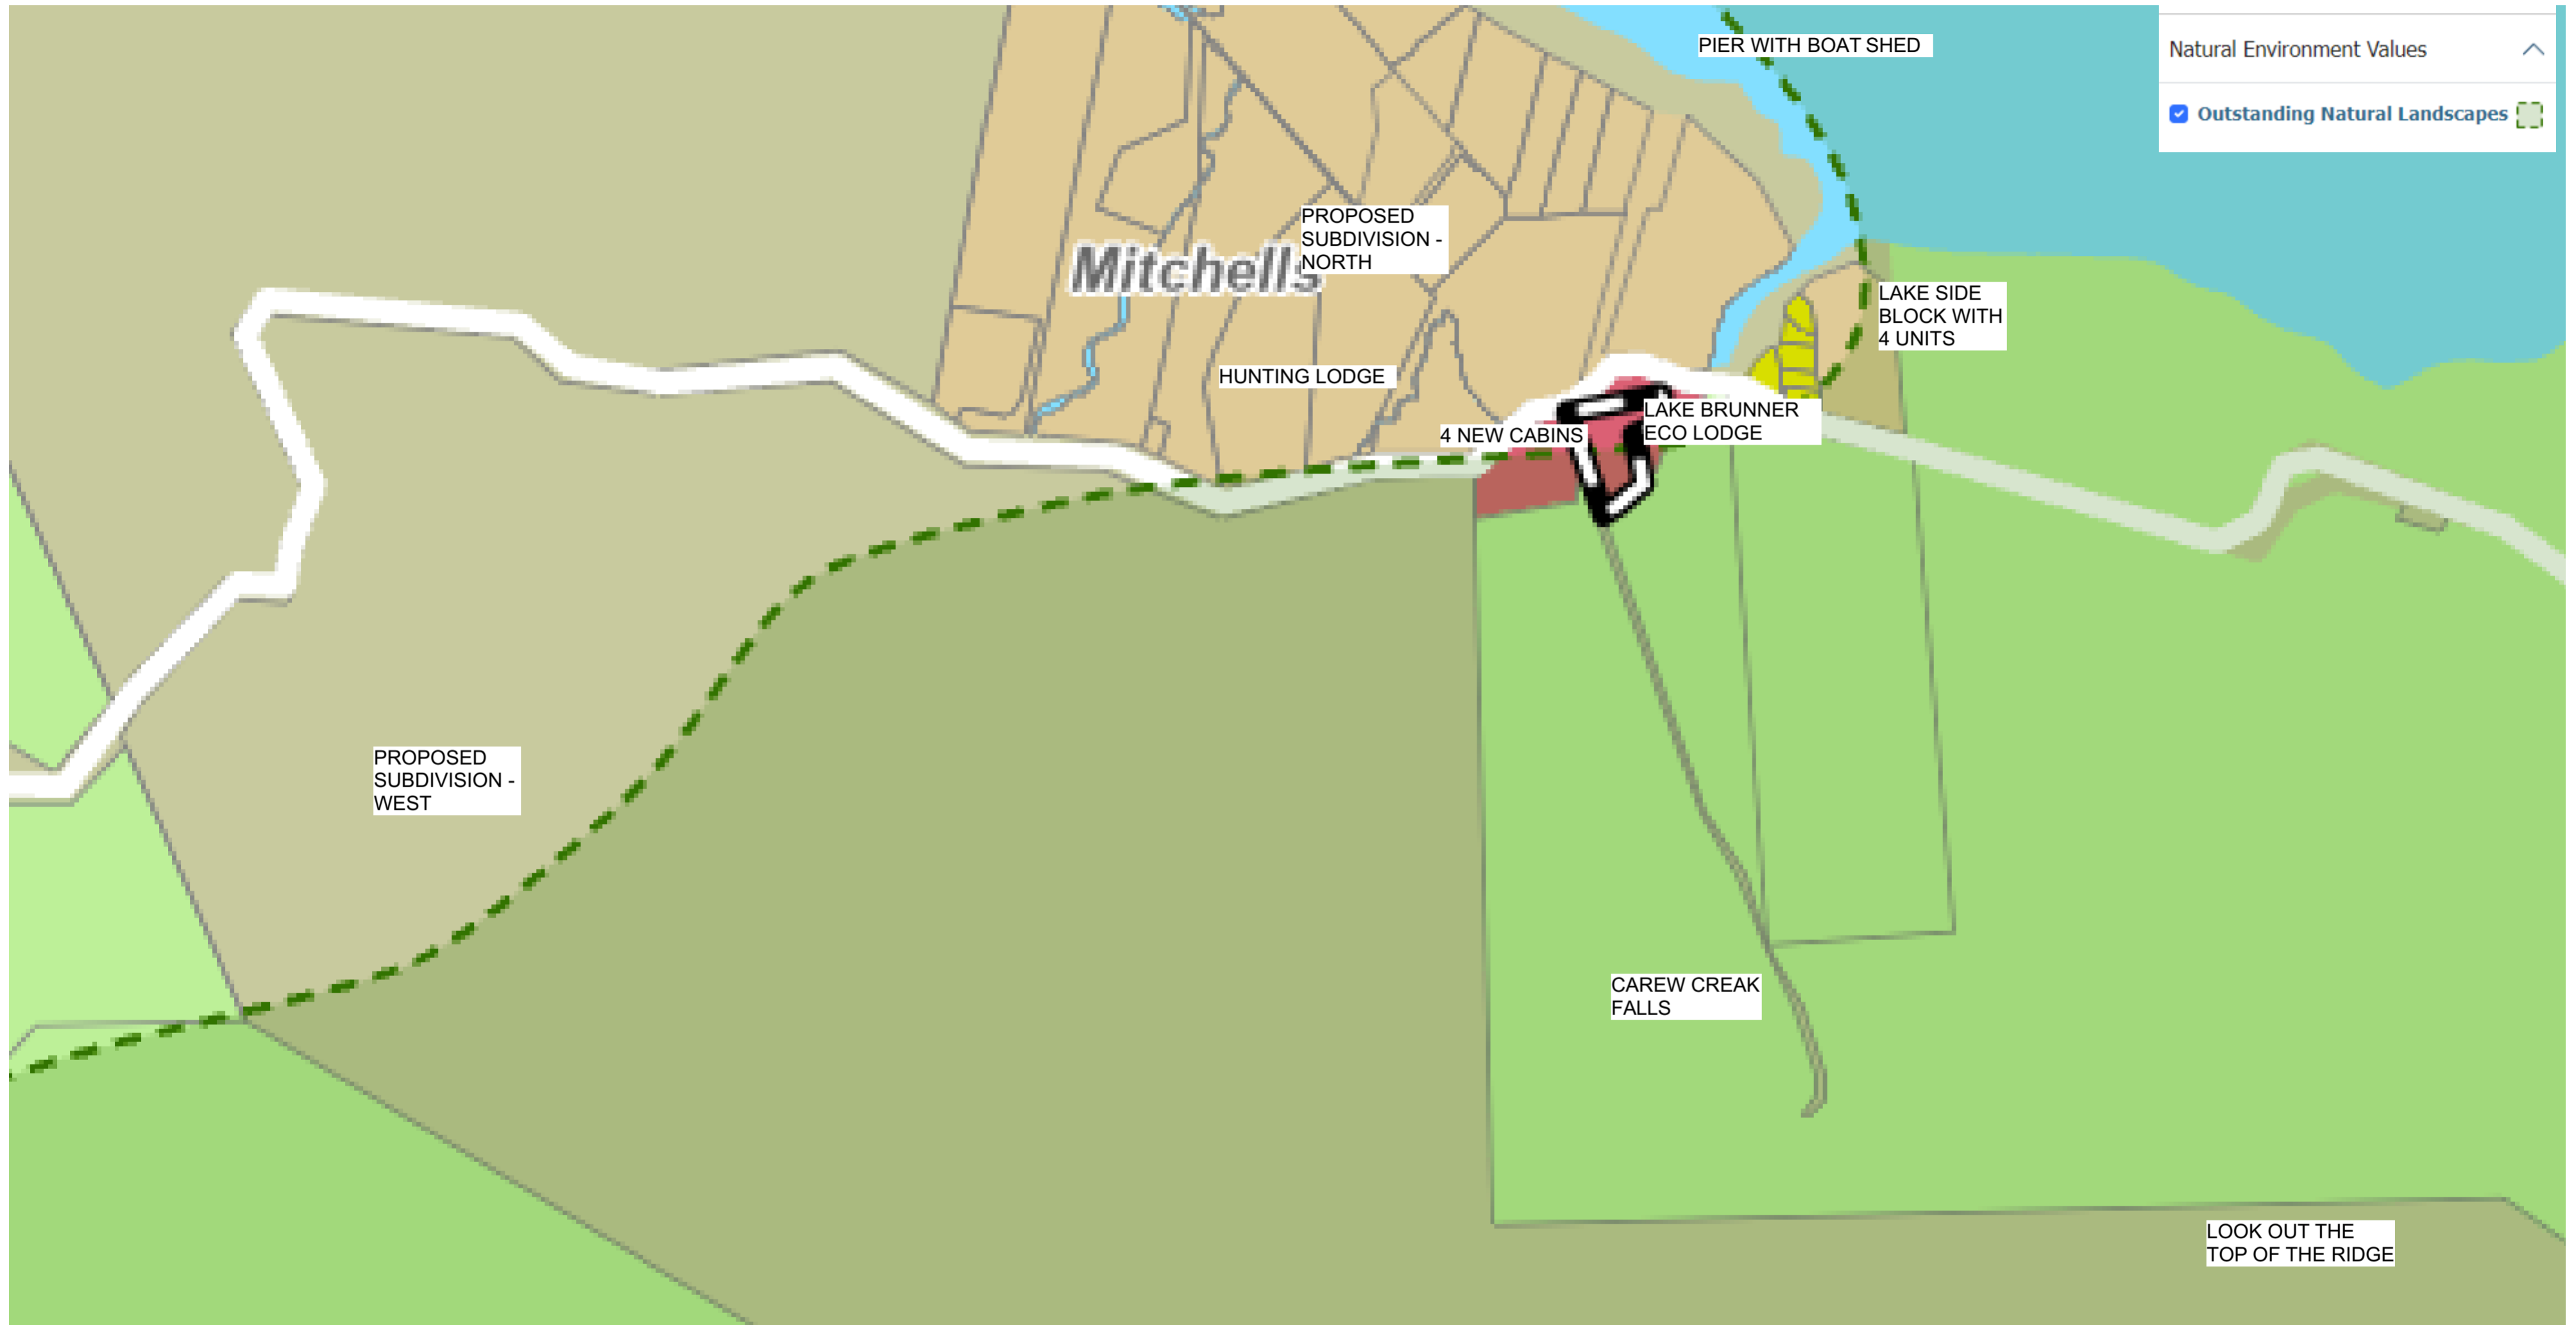 PIER WITH BOAT SHED
Natural Environment Values
Outstanding Natural Landscapes
PROPOSED
SUBDIVISION -
NORTH
Mitchells
LAKE SIDE
BLOCK WITH
4 UNITS
HUNTING LODGE
LAKE BRUNNER
ECO LODGE
4 NEW CABINS
PROPOSED
SUBDIVISION -
WEST
CAREW CREAK
FALLS
LOOK OUT THE
TOP OF THE RIDGE